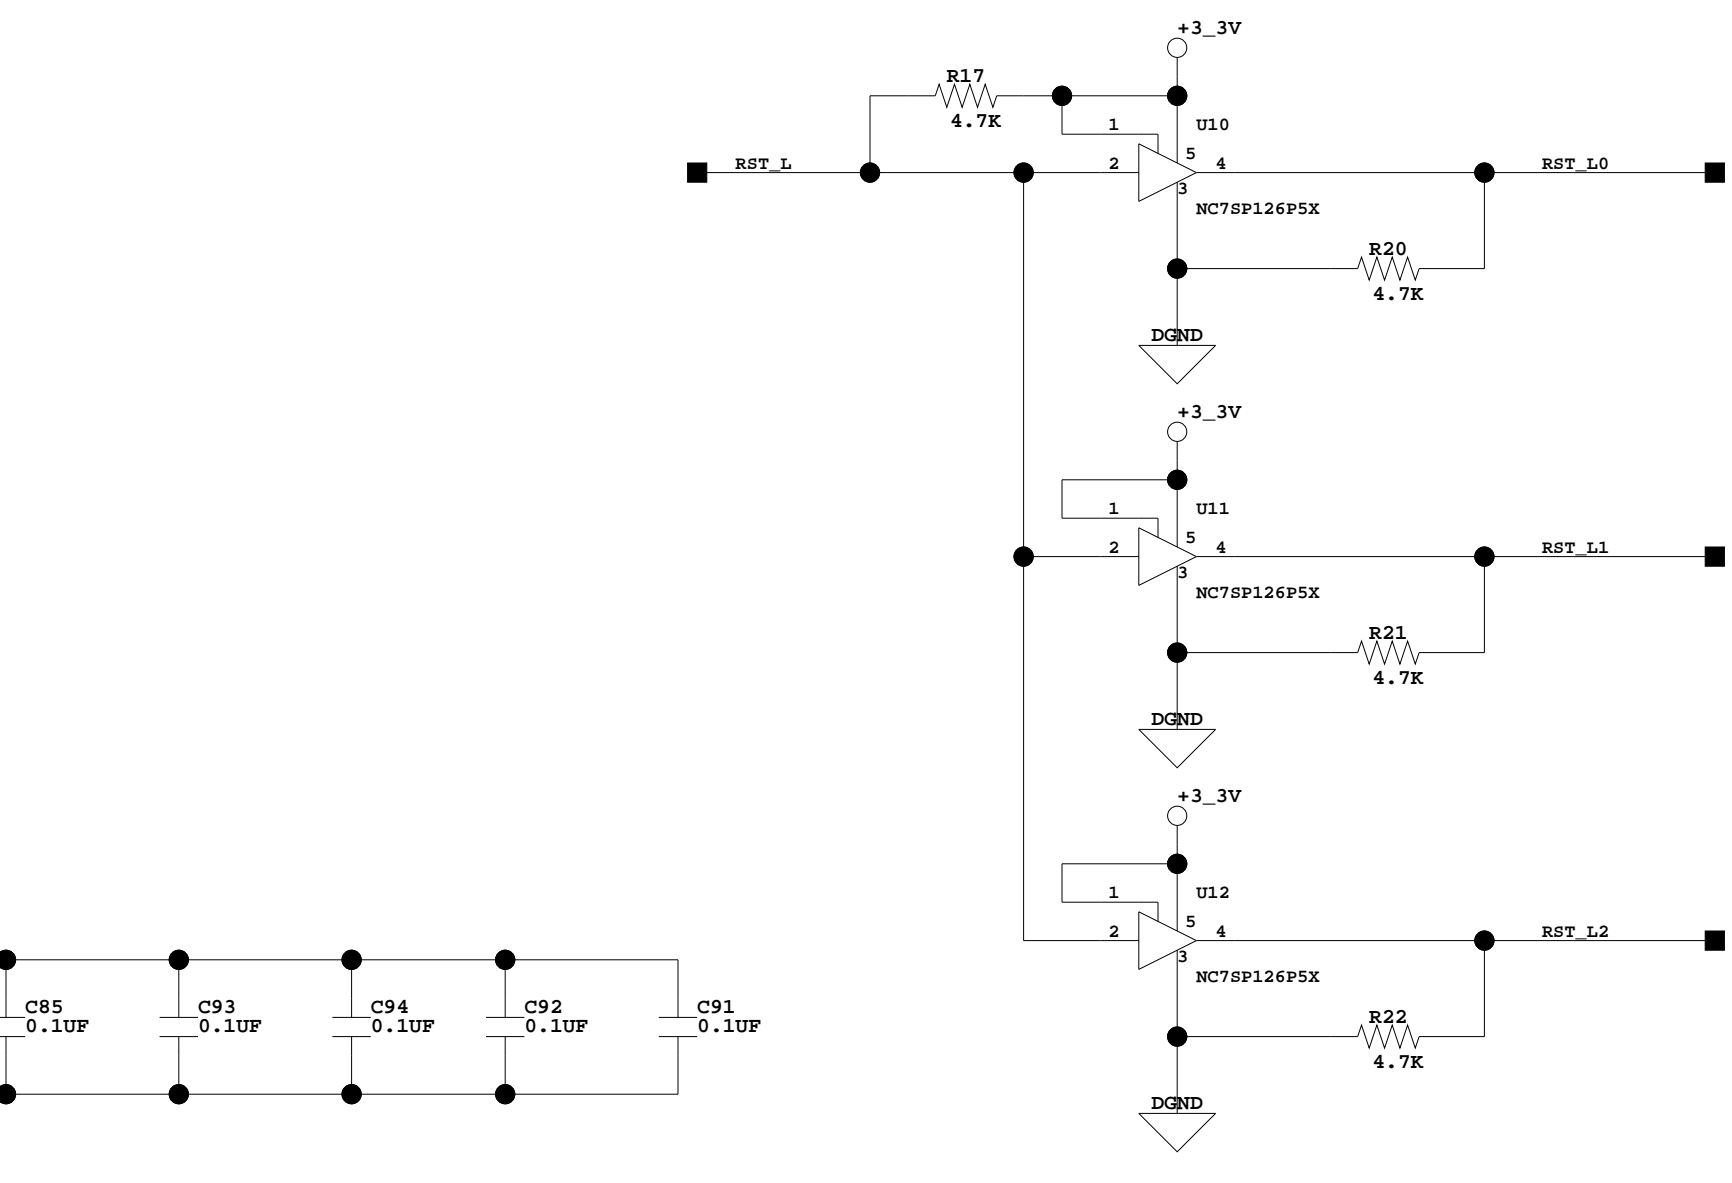 +3_3V
R17
4.7K
1
U10
5
RST_L
2
4
RST_L0
3
NC7SP126P5X
R20
4.7K
DGND
+3_3V
1
U11
5
2
4
RST_L1
3
NC7SP126P5X
R21
4.7K
DGND
+3_3V
1
U12
5
2
4
RST_L2
3
NC7SP126P5X
R22
4.7K
DGND
C85
0.1UF
C93
0.1UF
C94
0.1UF
C92
0.1UF
C91
0.1UF